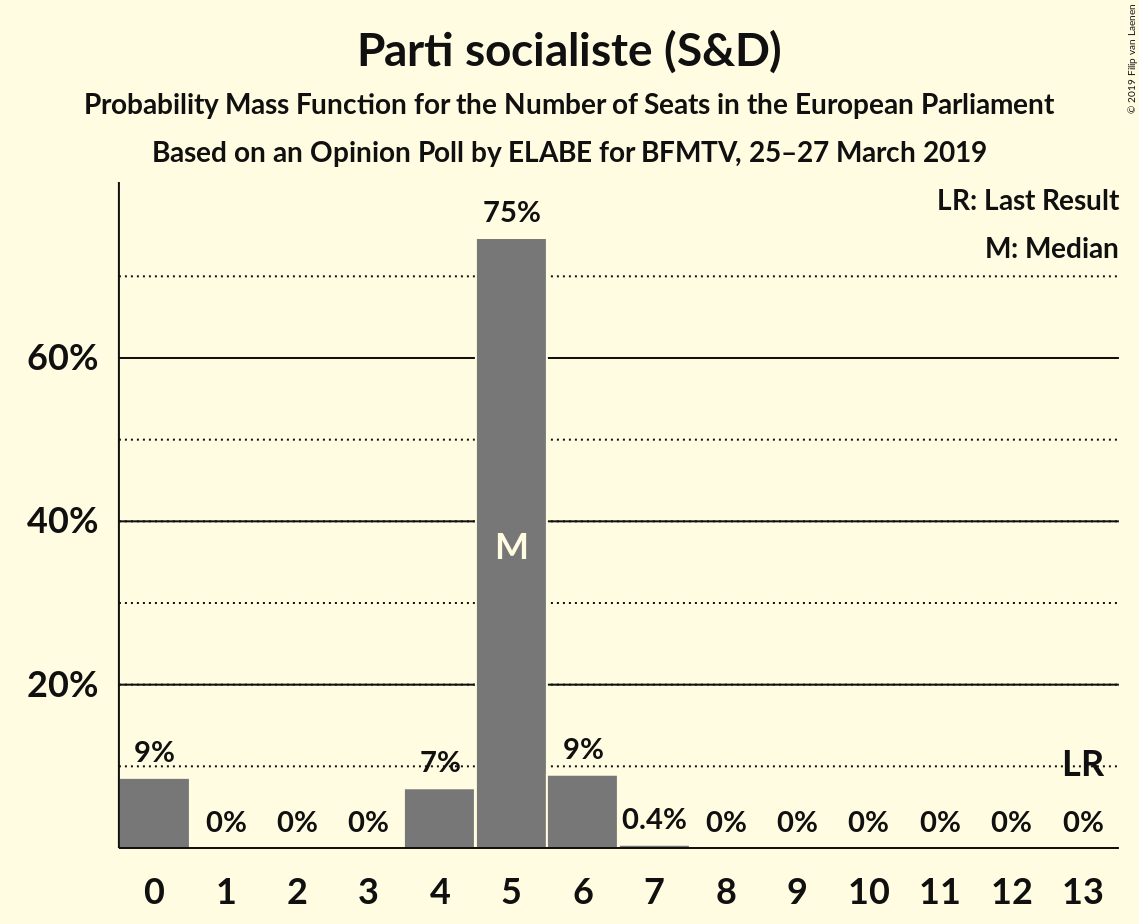 Parti socialiste (S&D)
Probability Mass Function for the Number of Seats in the European Parliament
Based on an Opinion Poll by ELABE for BFMTV, 25–27 March 2019
© 2019 Filip van Laenen
LR: Last Result
M: Median
75%
60%
40%
M
20%
9% 7% 9% LR
0% 0% 0% 0.4% 0% 0% 0% 0% 0% 0%
0 1 2 3 4 5 6 7 8 9 10 11 12 13